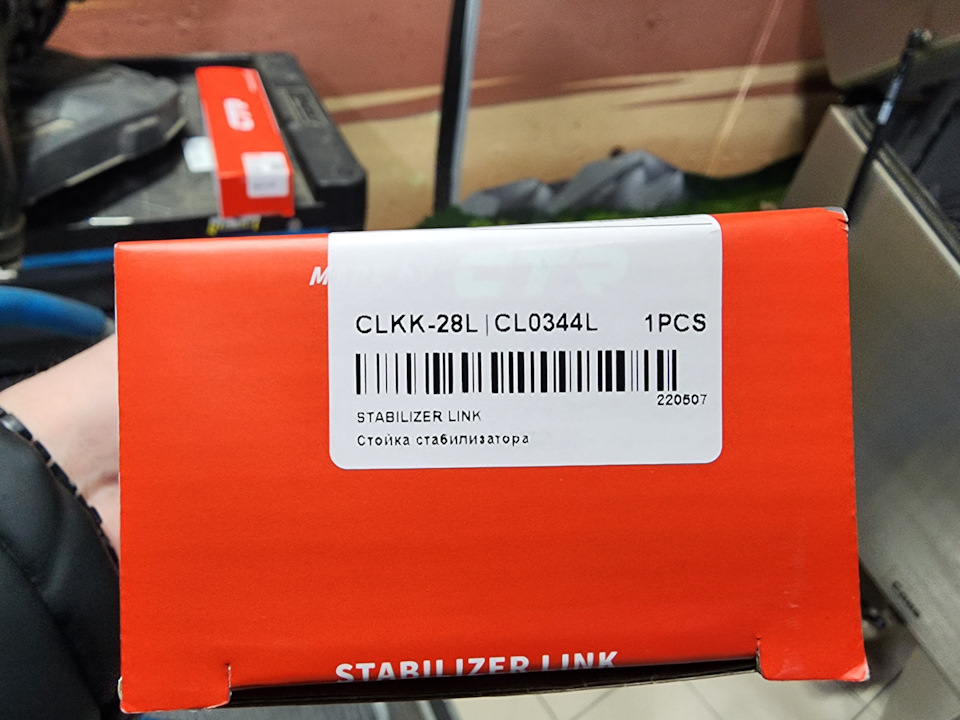 CTR
CLKK-28L | CL0344L 1PCS
220507
STABILIZER LINK
Стойка стабилизатора
STABILIZER LINK